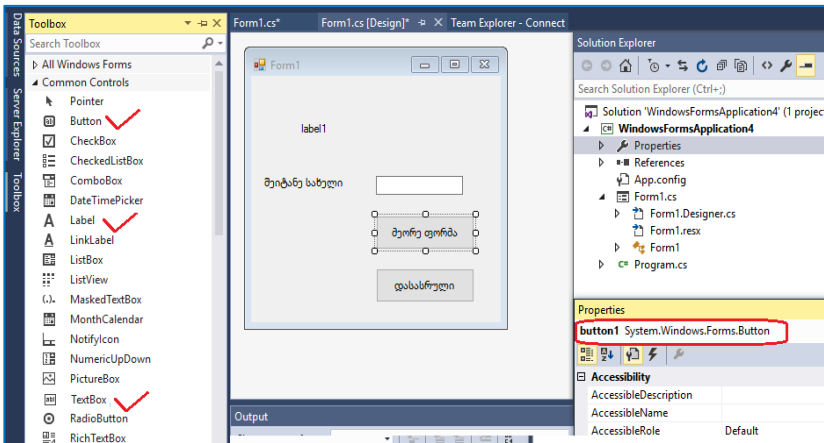 Data Sources
Server Explorer
Toolbox
Toolbox
Search Toolbox
All Windows Forms
Common Controls
Pointer
Button
CheckBox
CheckedListBox
ComboBox
DateTimePicker
Label
LinkLabel
ListBox
ListView
MaskedTextBox
MonthCalendar
NotifyIcon
NumericUpDown
PictureBox
TextBox
RadioButton
RichTextBox
Form1.cs*
Form1.cs [Design]*
Team Explorer - Connect
Form1
label1
შეიტანე სახელი
მეორე ფორმა
დასასრული
Output
Solution Explorer
Search Solution Explorer (Ctrl+;)
Solution 'WindowsFormsApplication4' (1 projec
WindowsFormsApplication4
Properties
References
App.config
Form1.cs
Form1.Designer.cs
Form1.resx
Form1
Program.cs
Properties
button1 System.Windows.Forms.Button
Accessibility
AccessibleDescription
AccessibleName
AccessibleRole Default